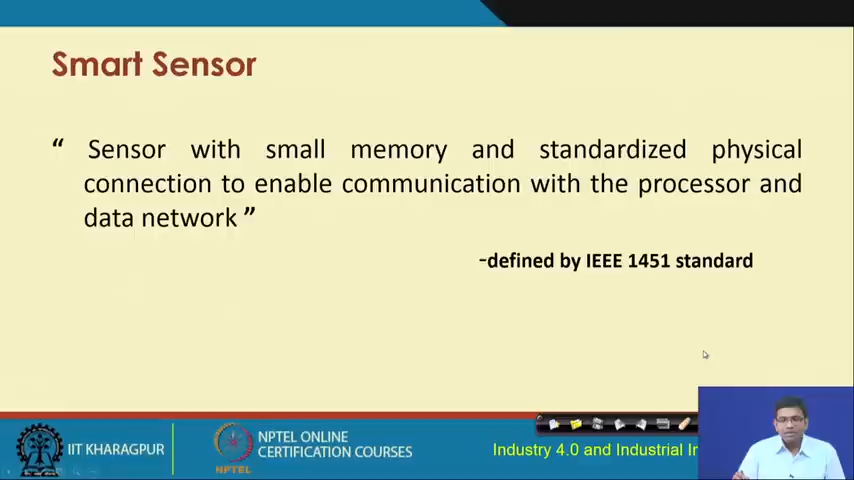 Smart Sensor
“ Sensor with small memory and standardized physical
connection to enable communication with the processor and
data network ”
-defined by IEEE 1451 standard
IIT KHARAGPUR
NPTEL
NPTEL ONLINE
CERTIFICATION COURSES
Industry 4.0 and Industrial In